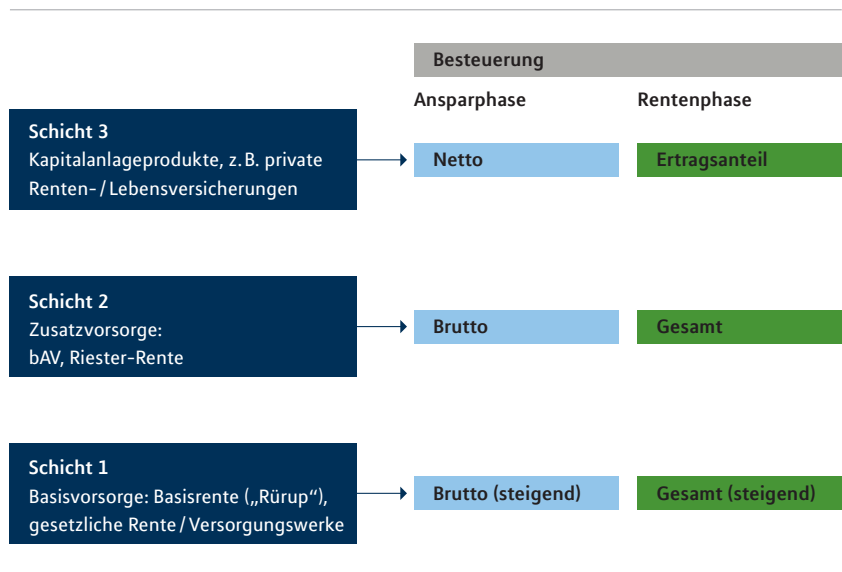 Besteuerung
Ansparphase
Rentenphase
Schicht 3
Kapitalanlageprodukte, z. B. private
Renten- / Lebensversicherungen
Netto
Ertragsanteil
Schicht 2
Zusatzvorsorge:
bAV, Riester-Rente
Brutto
Gesamt
Schicht 1
Basisvorsorge: Basisrente („Rürup“),
gesetzliche Rente / Versorgungswerke
Brutto (steigend)
Gesamt (steigend)